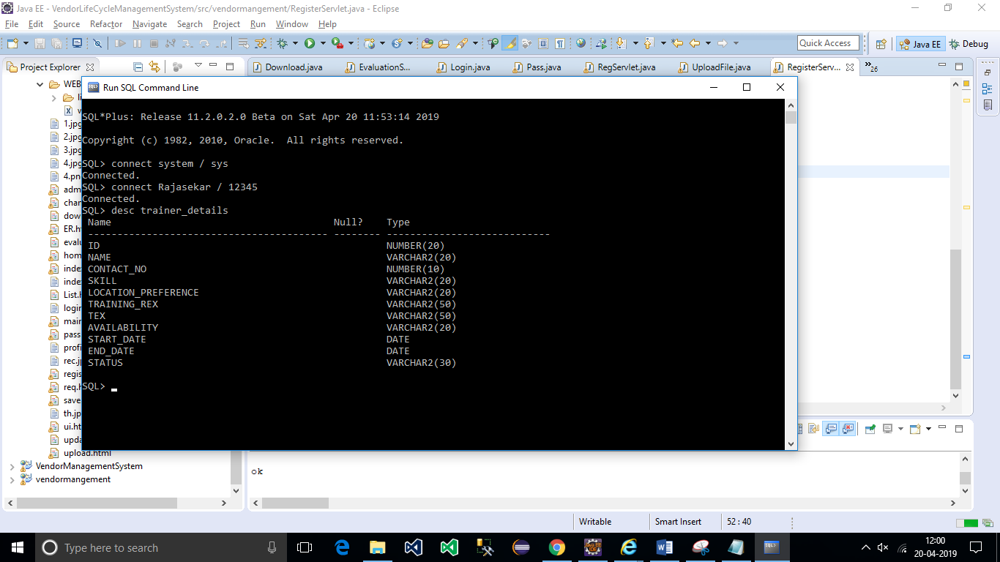 Java EE - VendorLifeCycleManagementSystem/src/vendormangement/RegisterServlet.java - Eclipse
File Edit Source Refactor Navigate Search Project Run Window Help
Quick Access
Java EE
Debug
Project Explorer
Download.java
EvaluationS...
Login.java
Pass.java
RegServlet.java
UploadFile.java
RegisterServ...
»26
WEB
li
1.jpg
2.jpg
3.jpg
4.jpg
4.pn
adm
char
dow
ER.h
evalu
hom
index
index
List.h
login
main
pass
profi
rec.j
regis
req.h
save
th.jp
ui.ht
upda
upload.html
VendorManagementSystem
vendormangement
Run SQL Command Line
SQL*Plus: Release 11.2.0.2.0 Beta on Sat Apr 20 11:53:14 2019
Copyright (c) 1982, 2010, Oracle.  All rights reserved.
SQL> connect system / sys
Connected.
SQL> connect Rajasekar / 12345
Connected.
SQL> desc trainer_details
Name Null? Type
----------------------------------------- -------- ----------------------------
ID NUMBER(20)
NAME VARCHAR2(20)
CONTACT_NO NUMBER(10)
SKILL VARCHAR2(20)
LOCATION_PREFERENCE VARCHAR2(20)
TRAINING_REX VARCHAR2(50)
TEX VARCHAR2(50)
AVAILABILITY VARCHAR2(20)
START_DATE DATE
END_DATE DATE
STATUS VARCHAR2(30)
SQL>
ok
Writable
Smart Insert
52 : 40
Type here to search
12:00
20-04-2019